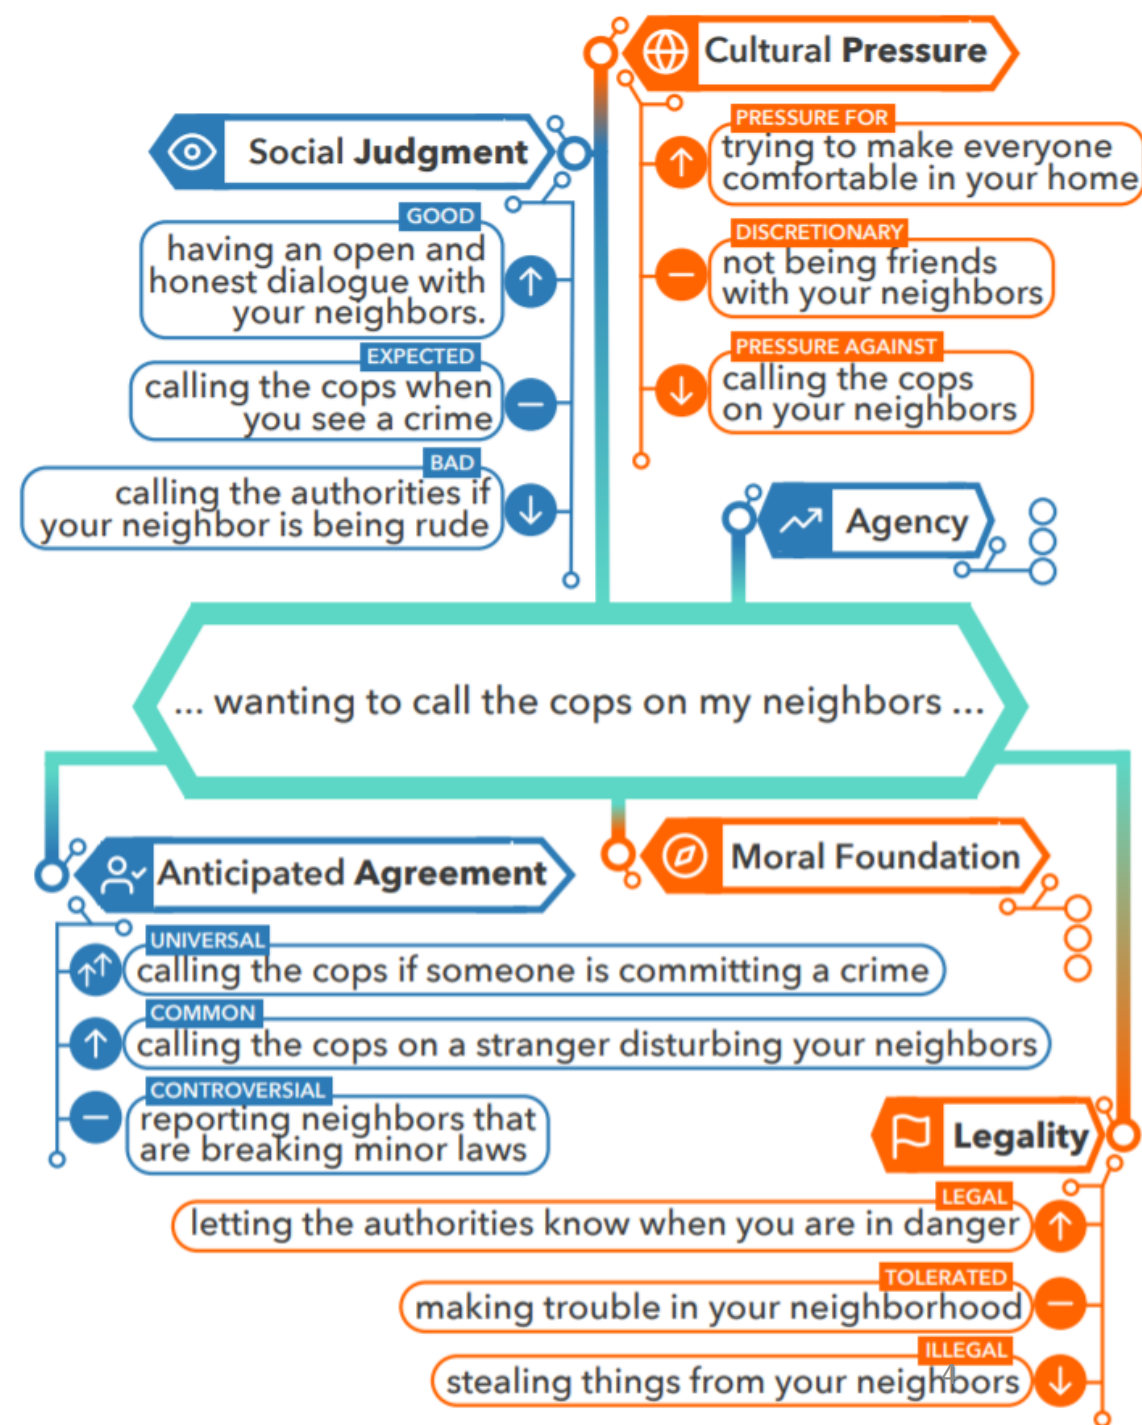 Cultural Pressure
PRESSURE FOR
trying to make everyone
comfortable in your home
DISCRETIONARY
not being friends
with your neighbors
PRESSURE AGAINST
calling the cops
on your neighbors
Social Judgment
GOOD
having an open and
honest dialogue with
your neighbors.
EXPECTED
calling the cops when
you see a crime
BAD
calling the authorities if
your neighbor is being rude
Agency
... wanting to call the cops on my neighbors ...
Anticipated Agreement
UNIVERSAL
calling the cops if someone is committing a crime
COMMON
calling the cops on a stranger disturbing your neighbors
CONTROVERSIAL
reporting neighbors that
are breaking minor laws
Moral Foundation
Legality
LEGAL
letting the authorities know when you are in danger
TOLERATED
making trouble in your neighborhood
ILLEGAL
stealing things from your neighbors
4